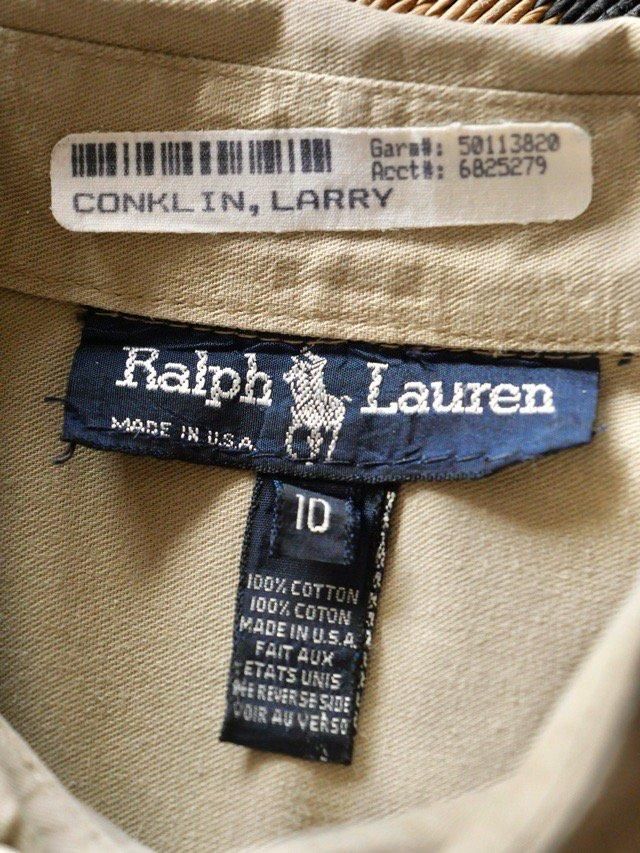 Garm#: 50113820
Acct#: 6825279
CONKLIN, LARRY
Ralph Lauren
MADE IN U.S.A.
10
100% COTTON
100% COTON
MADE IN U.S.A.
FAIT AUX
ETATS UNIS
REVERSE SIDE
VOIR AU VERSO